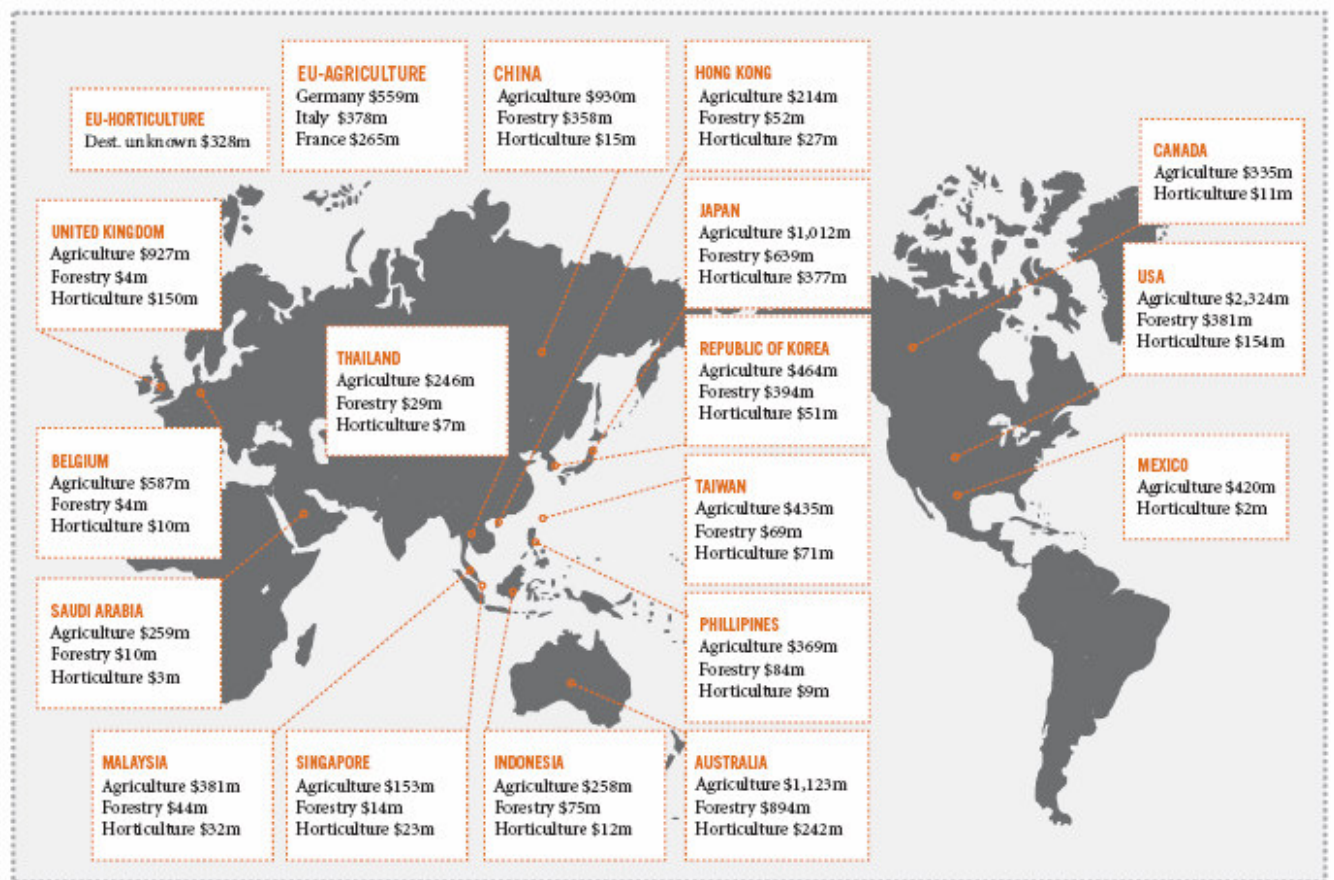 EU-HORTICULTURE
Dest. unknown $328m
EU-AGRICULTURE
Germany $559m
Italy $378m
France $265m
CHINA
Agriculture $930m
Forestry $358m
Horticulture $15m
HONG KONG
Agriculture $214m
Forestry $52m
Horticulture $27m
CANADA
Agriculture $335m
Horticulture $11m
UNITED KINGDOM
Agriculture $927m
Forestry $4m
Horticulture $150m
JAPAN
Agriculture $1,012m
Forestry $639m
Horticulture $377m
USA
Agriculture $2,324m
Forestry $381m
Horticulture $154m
THAILAND
Agriculture $246m
Forestry $29m
Horticulture $7m
REPUBLIC OF KOREA
Agriculture $464m
Forestry $394m
Horticulture $51m
BELGIUM
Agriculture $587m
Forestry $4m
Horticulture $10m
TAIWAN
Agriculture $435m
Forestry $69m
Horticulture $71m
MEXICO
Agriculture $420m
Horticulture $2m
SAUDI ARABIA
Agriculture $259m
Forestry $10m
Horticulture $3m
PHILLIPINES
Agriculture $369m
Forestry $84m
Horticulture $9m
MALAYSIA
Agriculture $381m
Forestry $44m
Horticulture $32m
SINGAPORE
Agriculture $153m
Forestry $14m
Horticulture $23m
INDONESIA
Agriculture $258m
Forestry $75m
Horticulture $12m
AUSTRALIA
Agriculture $1,123m
Forestry $894m
Horticulture $242m